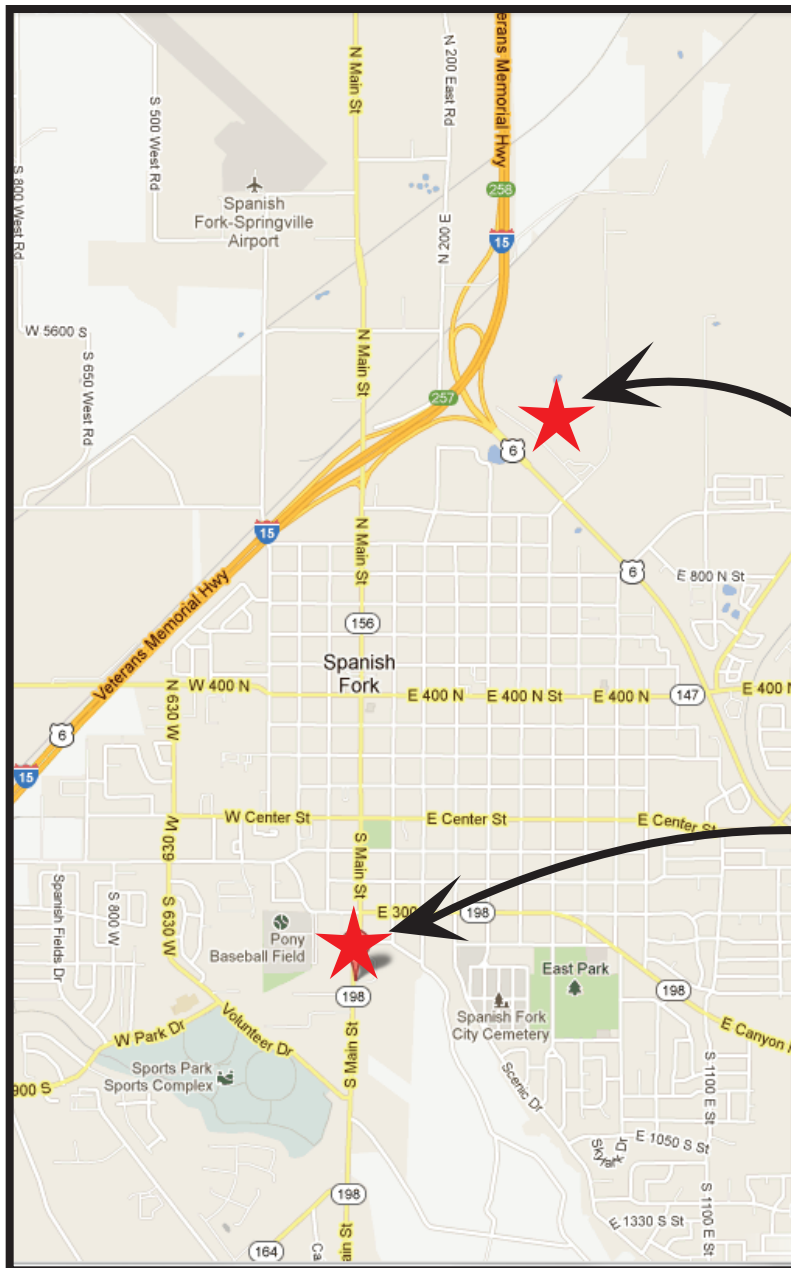 N Main St
N 200 East Rd
Veterans Memorial Hwy
S 500 West Rd
S 800 West Rd
258
Spanish
Fork-Springville
Airport
N 200 E
15
W 5600 S
N Main St
S 650 West Rd
257
6
15
N Main St
6
E 800 N St
Veterans Memorial Hwy
156
Spanish
Fork
W 400 N
E 400 N
E 400 N St
E 400 N
147
E 400 N
N 630 W
6
15
W Center St
E Center St
E Center St
630 W
S Main St
Spanish Fields Dr
S 800 W
S 630 W
E 300
198
Pony
Baseball Field
East Park
198
198
Spanish Fork
City Cemetery
Volunteer Dr
W Park Dr
E Canyon
S Main St
Sports Park
Sports Complex
900 S
Scenic Dr
S 1100 E St
E 1050 S St
198
S 1100 E St
E 1330 S St
164
ain St
Ca